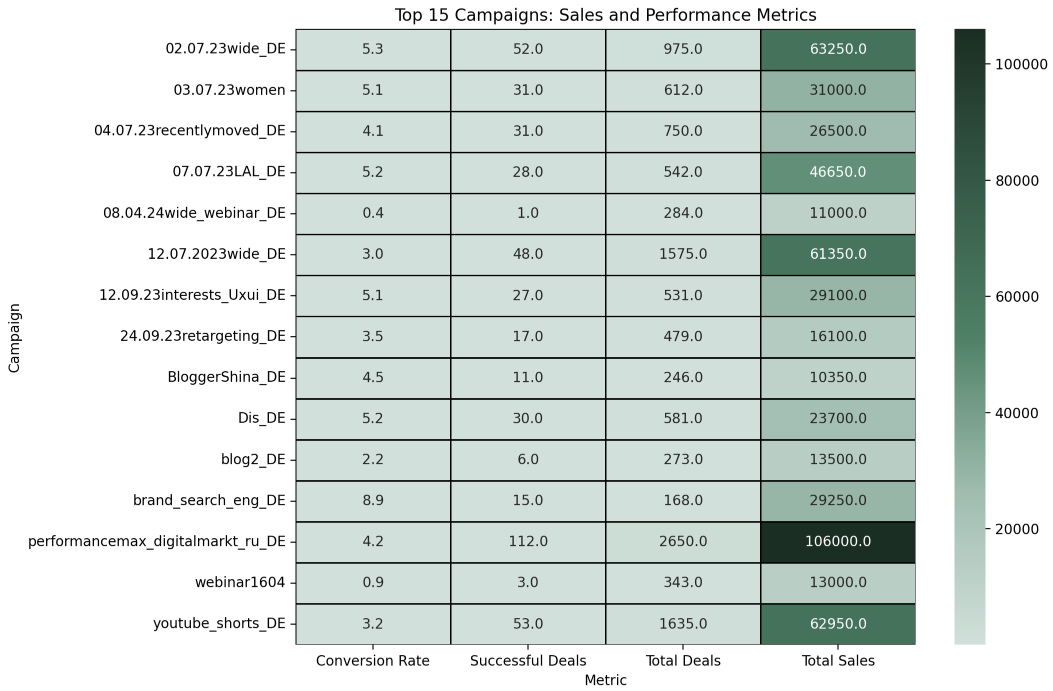 Top 15 Campaigns: Sales and Performance Metrics
02.07.23wide_DE 5.3 52.0 975.0 63250.0
03.07.23women 5.1 31.0 612.0 31000.0
04.07.23recentlymoved_DE 4.1 31.0 750.0 26500.0
07.07.23LAL_DE 5.2 28.0 542.0 46650.0
08.04.24wide_webinar_DE 0.4 1.0 284.0 11000.0
12.07.2023wide_DE 3.0 48.0 1575.0 61350.0
12.09.23interests_Uxui_DE 5.1 27.0 531.0 29100.0
24.09.23retargeting_DE 3.5 17.0 479.0 16100.0
BloggerShina_DE 4.5 11.0 246.0 10350.0
Dis_DE 5.2 30.0 581.0 23700.0
blog2_DE 2.2 6.0 273.0 13500.0
brand_search_eng_DE 8.9 15.0 168.0 29250.0
performancemax_digitalmarkt_ru_DE 4.2 112.0 2650.0 106000.0
webinar1604 0.9 3.0 343.0 13000.0
youtube_shorts_DE 3.2 53.0 1635.0 62950.0
Conversion Rate Successful Deals Total Deals Total Sales
Metric
Campaign
100000
80000
60000
40000
20000